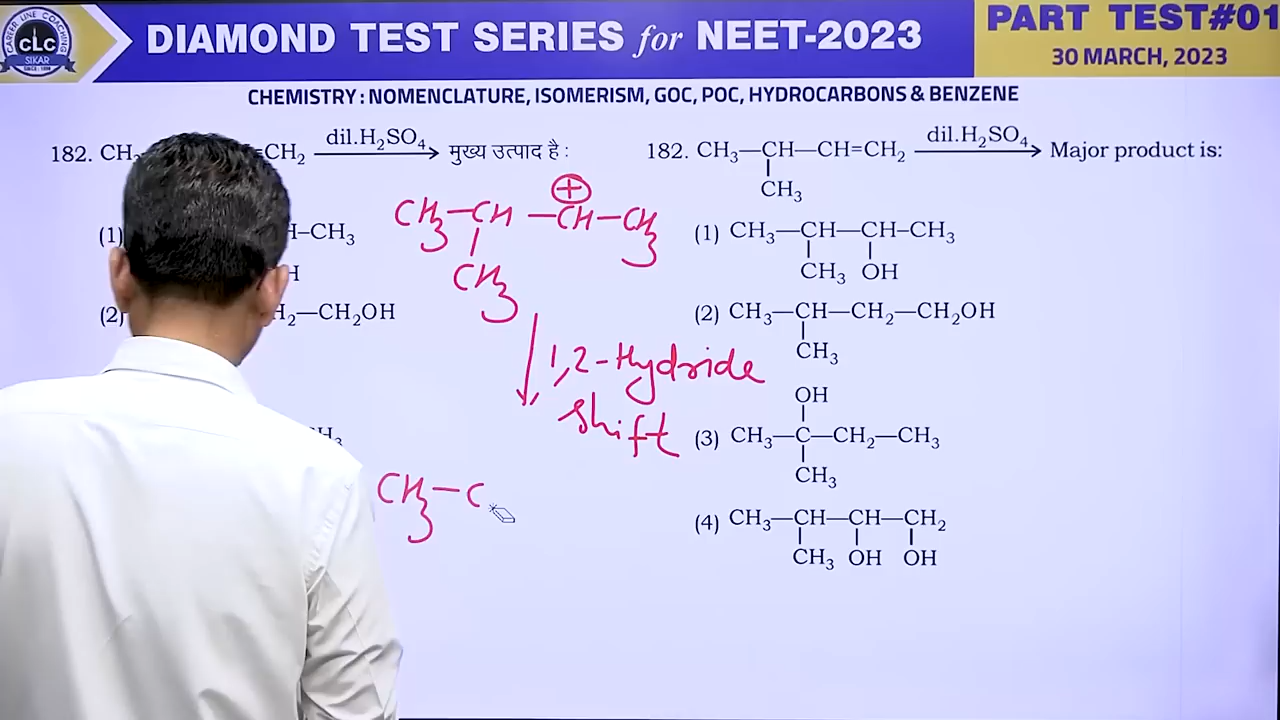 CAREER LINE COACHING
CLC
SIKAR
SINCE : 1996
DIAMOND TEST SERIES for NEET-2023
PART TEST#01
30 MARCH, 2023
CHEMISTRY : NOMENCLATURE, ISOMERISM, GOC, POC, HYDROCARBONS & BENZENE
182. CH =CH₂ dil.H₂SO₄ मुख्य उत्पाद है :
(1) –CH₃
(2) H₂—CH₂OH
H₃
182. CH₃—CH—CH=CH₂ dil.H₂SO₄ Major product is:
CH₃
(1) CH₃—CH—CH–CH₃
CH₃ OH
(2) CH₃—CH—CH₂—CH₂OH
CH₃
OH
(3) CH₃—C—CH₂—CH₃
CH₃
(4) CH₃—CH—CH—CH₂
CH₃ OH OH
CH₃—CH—CH—CH₃
⊕
CH₃
1,2-Hydride
shift
CH₃—C